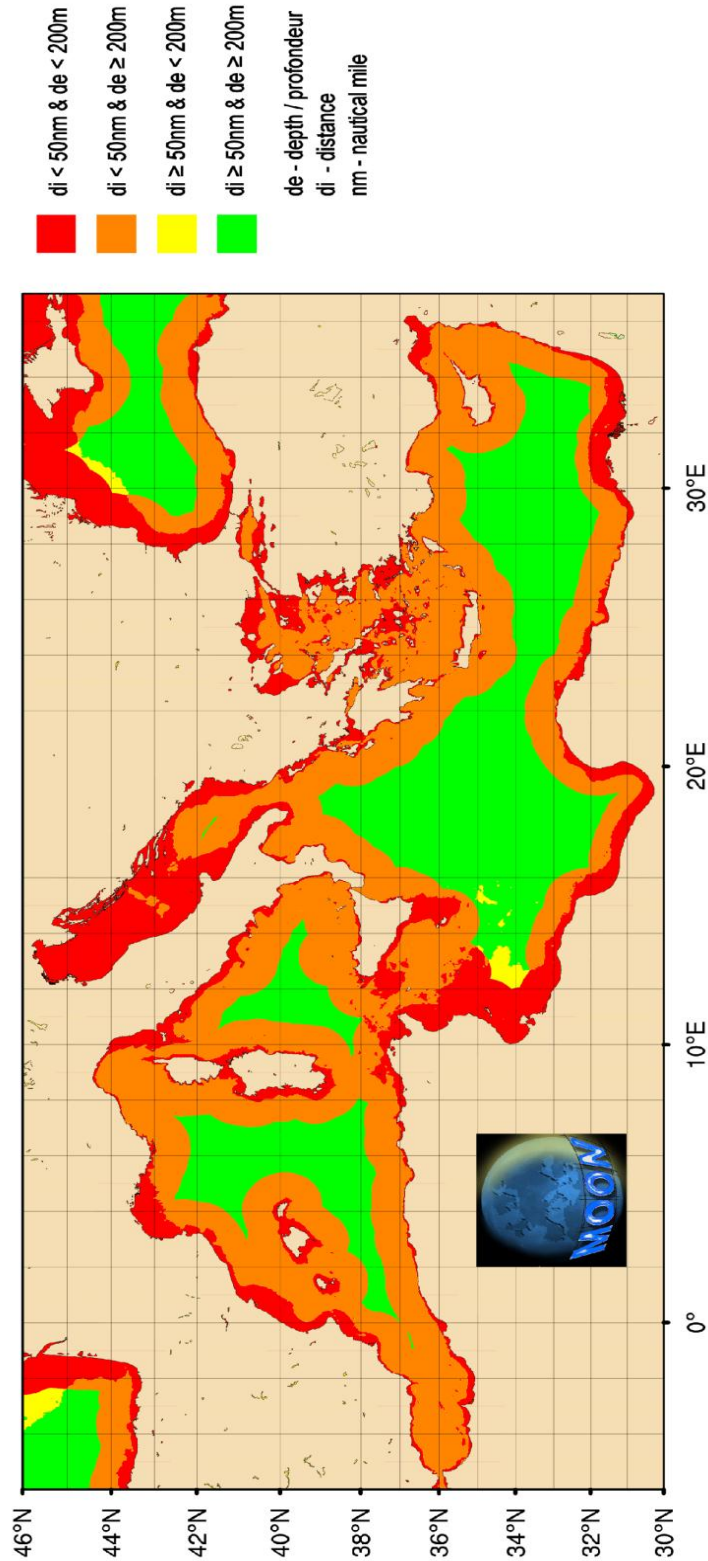 di < 50nm & de < 200m
di < 50nm & de ≥ 200m
di ≥ 50nm & de < 200m
di ≥ 50nm & de ≥ 200m
de - depth / profondeur
di - distance
nm - nautical mile
46°N
44°N
42°N
40°N
38°N
36°N
34°N
32°N
30°N
0°
10°E
20°E
30°E
MOON